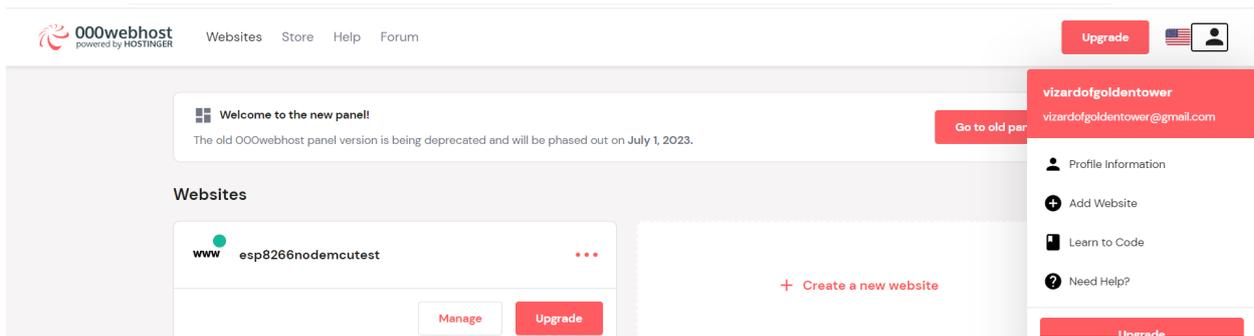 000webhost
powered by HOSTINGER
Websites Store Help Forum
Upgrade
vizardofgoldentower
vizardofgoldentower@gmail.com
Profile Information
Add Website
Learn to Code
Need Help?
Upgrade
Welcome to the new panel!
The old 000webhost panel version is being deprecated and will be phased out on July 1, 2023.
Go to old
Websites
www
esp8266nodemcutest
Manage
Upgrade
+ Create a new website